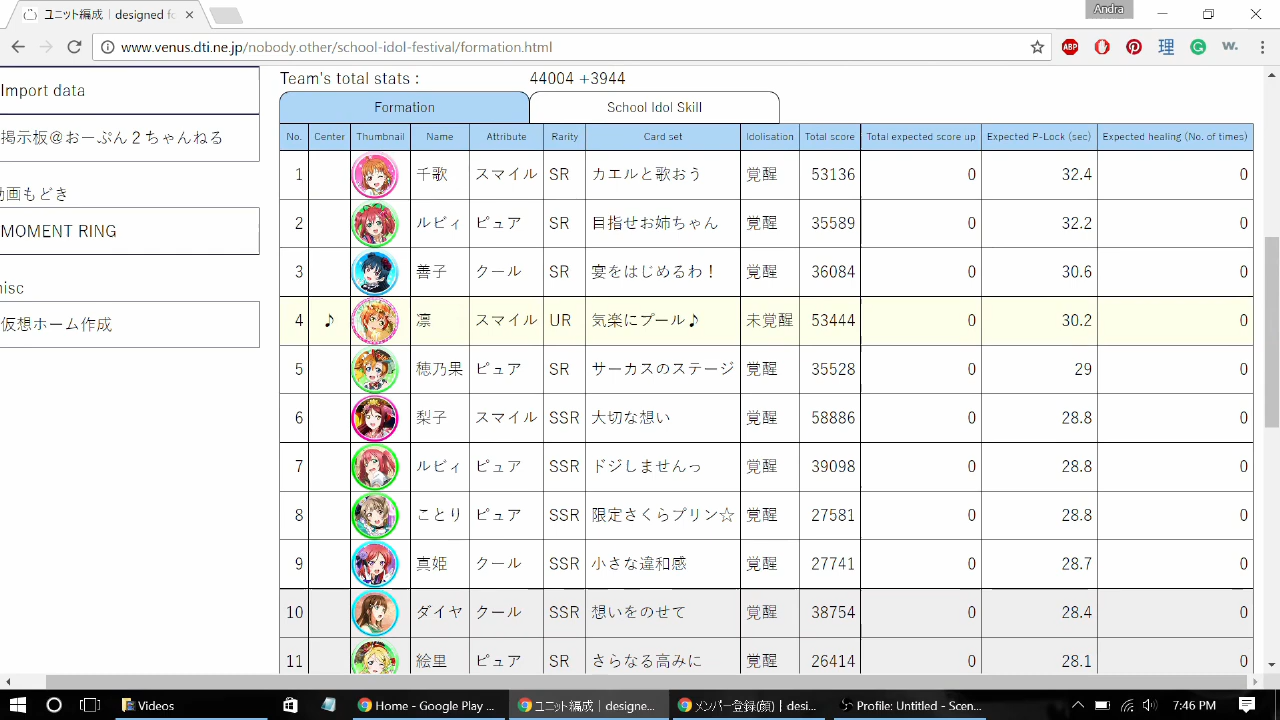 ユニット編成 | designed fo
Andra
www.venus.dti.ne.jp/nobody.other/school-idol-festival/formation.html
ABP
理
G
W.
Import data
掲示板＠おーぷん２ちゃんねる
動画もどき
MOMENT RING
misc
仮想ホーム作成
Team's total stats : 44004 +3944
Formation School Idol Skill
No. Center Thumbnail Name Attribute Rarity Card set Idolisation Total score Total expected score up Expected P-Lock (sec) Expected healing (No. of times)
1 千歌 スマイル SR カエルと歌おう 覚醒 53136 0 32.4 0
2 ルビィ ピュア SR 目指せお姉ちゃん 覚醒 35589 0 32.2 0
3 善子 クール SR 宴をはじめるわ！ 覚醒 36084 0 30.6 0
4 ♪ 凛 スマイル UR 気楽にプール♪ 未覚醒 53444 0 30.2 0
5 穂乃果 ピュア SR サーカスのステージ 覚醒 35528 0 29 0
6 梨子 スマイル SSR 大切な想い 覚醒 58886 0 28.8 0
7 ルビィ ピュア SSR ドジしませんっ 覚醒 39098 0 28.8 0
8 ことり ピュア SSR 限定さくらプリン☆ 覚醒 27581 0 28.8 0
9 真姫 クール SSR 小さな違和感 覚醒 27741 0 28.7 0
10 ダイヤ クール SSR 想いをのせて 覚醒 38754 0 28.4 0
11 絵里 ピュア SR さらなる高みに 覚醒 26414 0 28.1 0
Videos
Home - Google Play ...
ユニット編成 | designe...
メンバー登録(顔) | desi...
Profile: Untitled - Scen...
7:46 PM